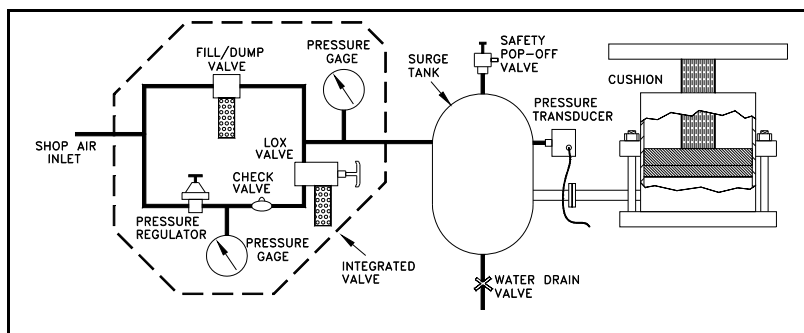 FILL/DUMP
VALVE
PRESSURE
GAGE
SURGE
TANK
SAFETY
POP-OFF
VALVE
CUSHION
PRESSURE
TRANSDUCER
SHOP AIR
INLET
LOX
VALVE
CHECK
VALVE
PRESSURE
REGULATOR
PRESSURE
GAGE
INTEGRATED
VALVE
WATER DRAIN
VALVE